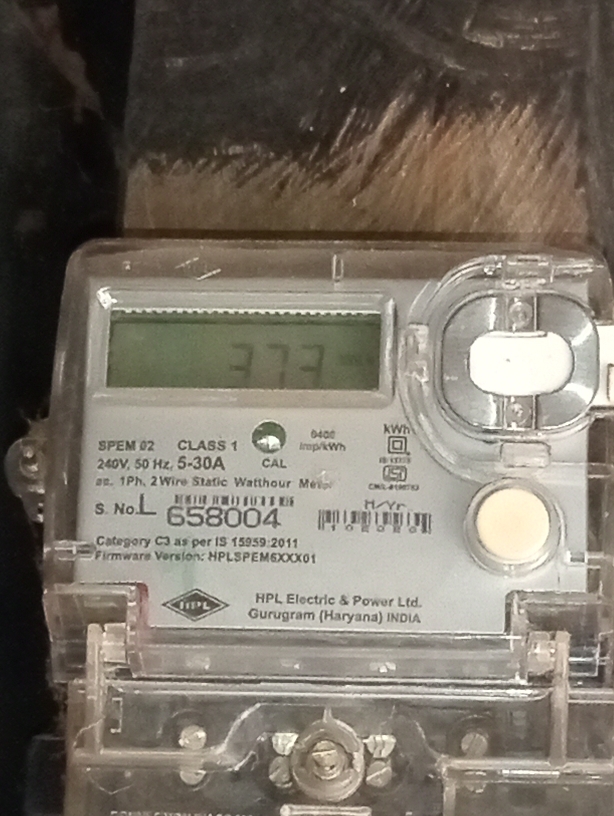 373
SPEM 02 CLASS 1
240V, 50 Hz, 5-30A
CAL
6400
imp/kWh
kWh
ac. 1Ph, 2 Wire Static Watthour Meter
S. No. L 658004
M/Yr
Category C3 as per IS 15959:2011
Firmware Version: HPLSPEM6XXX01
HPL
HPL Electric & Power Ltd.
Gurugram (Haryana) INDIA